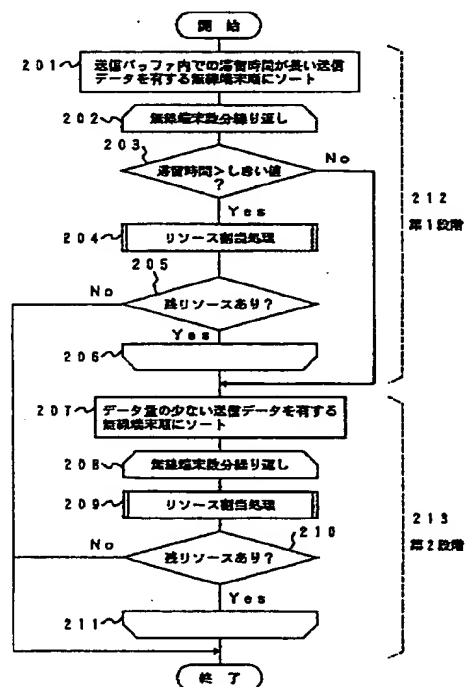 開 始
201
送信バッファ内での滞留時間が長い送信
データを有する無線端末順にソート
202
無線端末数分繰り返し
203
滞留時間>しきい値
?
No
Yes
212
第1段階
204
リソース割当処理
205
No
残リソースあり?
Yes
206
207
データ量の少ない送信データを有する
無線端末順にソート
208
無線端末数分繰り返し
209
リソース割当処理
210
213
第2段階
No
残リソースあり?
Yes
211
終 了